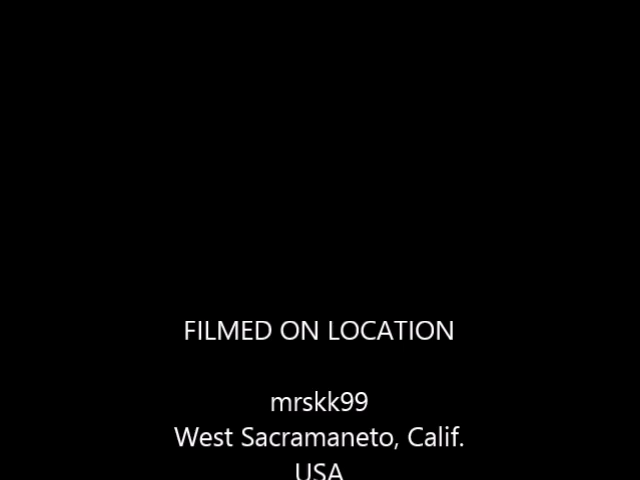 FILMED ON LOCATION
mrskk99
West Sacramaneto, Calif.
USA